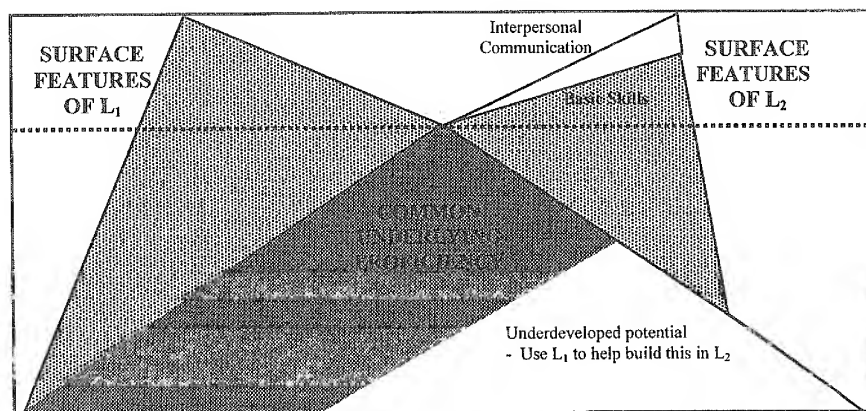 Interpersonal
Communication
SURFACE
FEATURES
OF L₁
SURFACE
FEATURES
OF L₂
Basic Skills
COMMON
UNDERLYING
PROFICIENCY
Underdeveloped potential
- Use L₁ to help build this in L₂